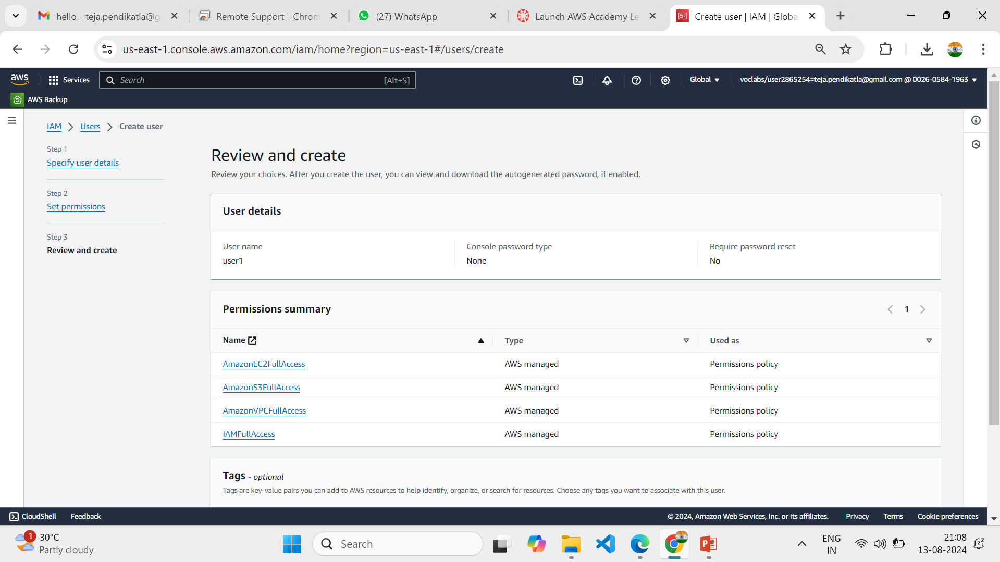 hello - teja.pendikatla@g
Remote Support - Chrom
(27) WhatsApp
Launch AWS Academy Le
Create user | IAM | Globa
us-east-1.console.aws.amazon.com/iam/home?region=us-east-1#/users/create
aws
Services
Search
[Alt+S]
Global
voclabs/user2865254=teja.pendikatla@gmail.com @ 0026-0584-1963
AWS Backup
IAM
Users
Create user
Step 1
Specify user details
Step 2
Set permissions
Step 3
Review and create
Review and create
Review your choices. After you create the user, you can view and download the autogenerated password, if enabled.
User details
User name
user1
Console password type
None
Require password reset
No
Permissions summary
1
Name
Type
Used as
AmazonEC2FullAccess
AWS managed
Permissions policy
AmazonS3FullAccess
AWS managed
Permissions policy
AmazonVPCFullAccess
AWS managed
Permissions policy
IAMFullAccess
AWS managed
Permissions policy
Tags - optional
Tags are key-value pairs you can add to AWS resources to help identify, organize, or search for resources. Choose any tags you want to associate with this user.
CloudShell
Feedback
© 2024, Amazon Web Services, Inc. or its affiliates.
Privacy
Terms
Cookie preferences
1
30°C
Partly cloudy
Search
ENG
IN
21:08
13-08-2024